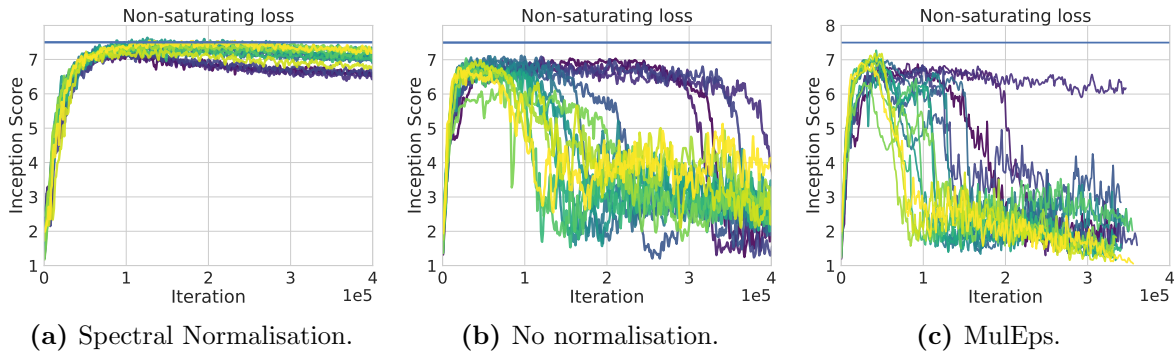 Non-saturating loss
Non-saturating loss
Non-saturating loss
Inception Score
7
6
5
4
3
2
1
0
1
2
3
4
1e5
Iteration
Inception Score
8
7
6
5
4
3
2
1
0
1
2
3
4
1e5
Iteration
Inception Score
8
7
6
5
4
3
2
1
0
1
2
3
4
1e5
Iteration
(a) Spectral Normalisation.
(b) No normalisation.
(c) MulEps.